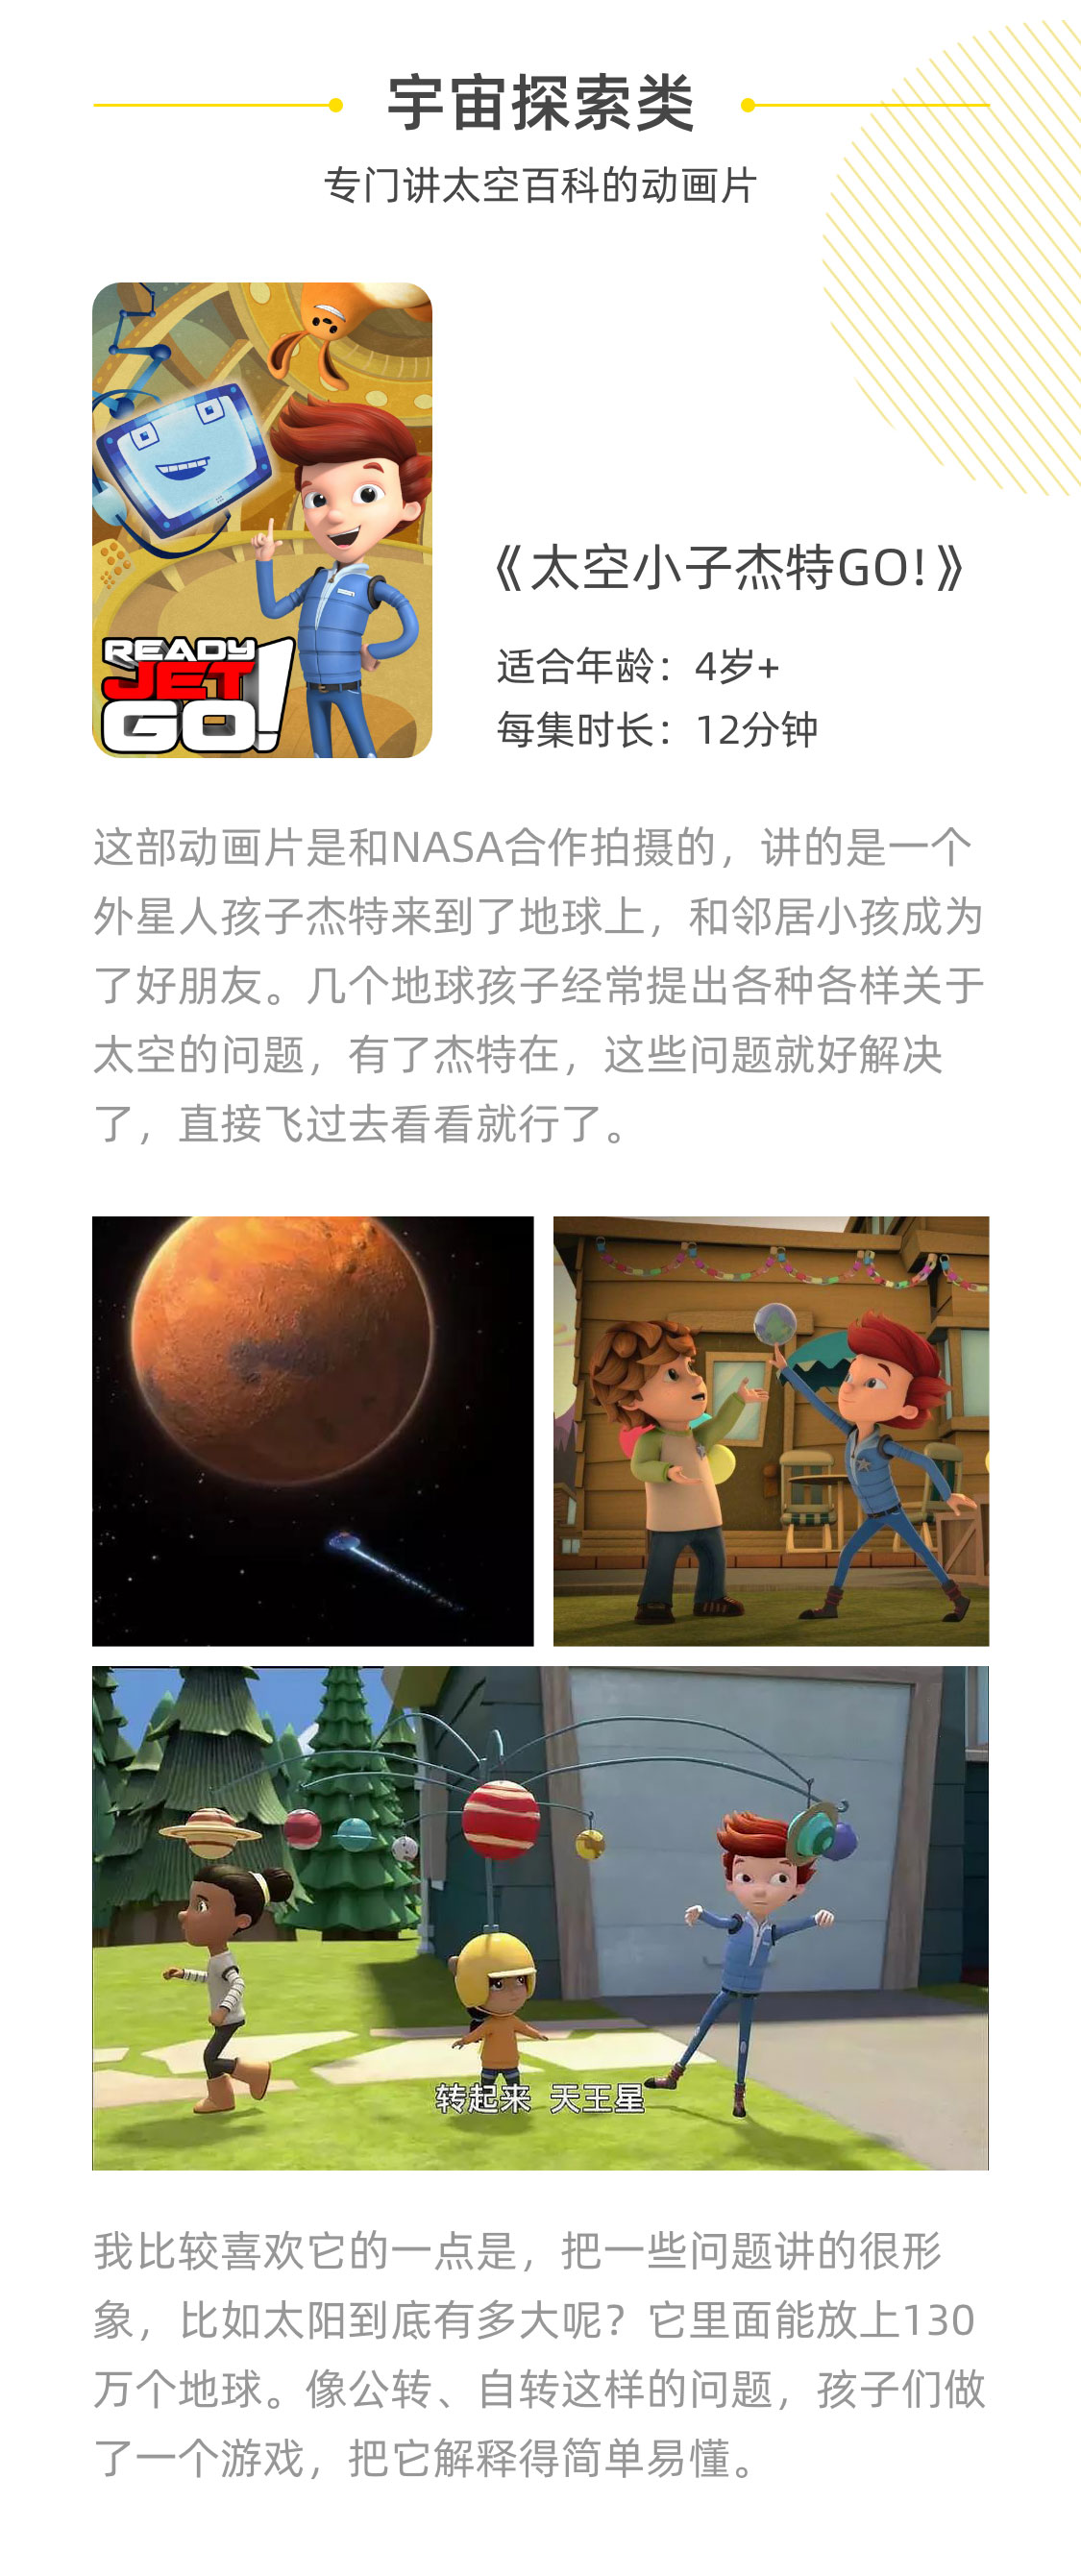 宇宙探索类
专门讲太空百科的动画片
READY
JET
GO!
《太空小子杰特GO!》
适合年龄：4岁+
每集时长：12分钟
这部动画片是和NASA合作拍摄的，讲的是一个
外星人孩子杰特来到了地球上，和邻居小孩成为
了好朋友。几个地球孩子经常提出各种各样关于
太空的问题，有了杰特在，这些问题就好解决
了，直接飞过去看看就行了。
转起来 天王星
我比较喜欢它的一点是，把一些问题讲的很形
象，比如太阳到底有多大呢？它里面能放上130
万个地球。像公转、自转这样的问题，孩子们做
了一个游戏，把它解释得简单易懂。